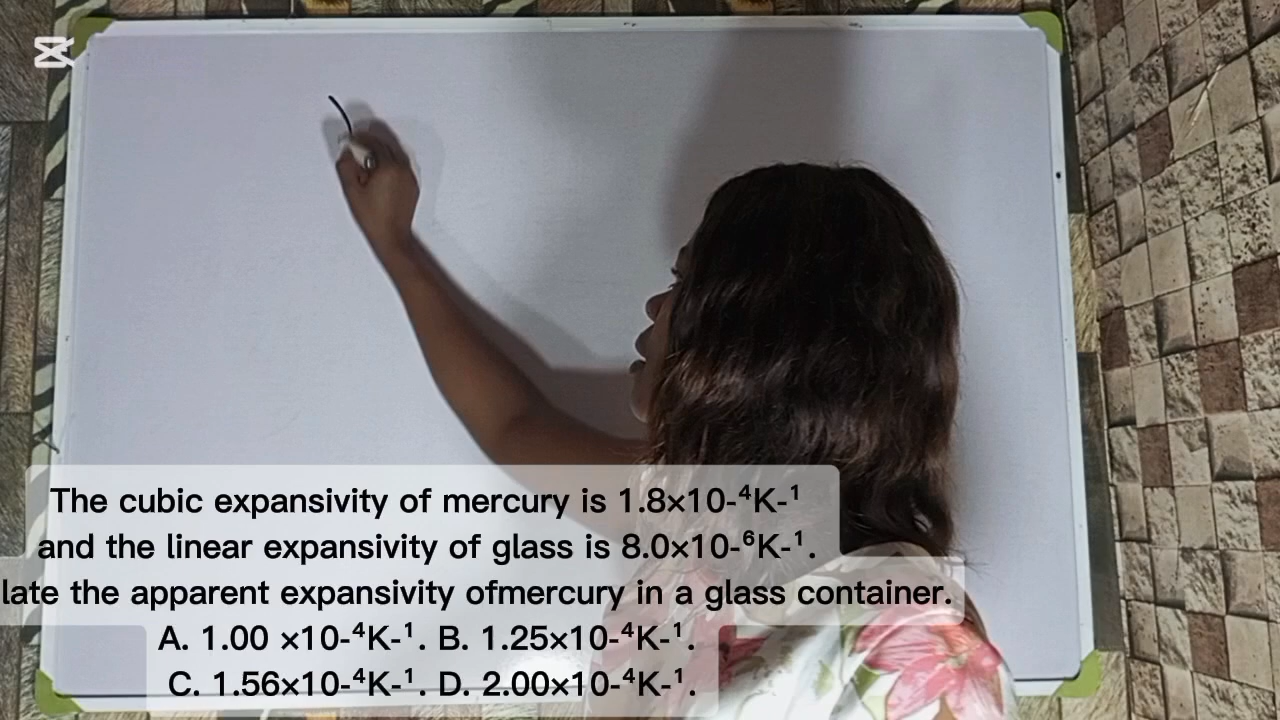 The cubic expansivity of mercury is 1.8×10-⁴K-¹
and the linear expansivity of glass is 8.0×10-⁶K-¹.
late the apparent expansivity ofmercury in a glass container.
A. 1.00 ×10-⁴K-¹. B. 1.25×10-⁴K-¹.
C. 1.56×10-⁴K-¹. D. 2.00×10-⁴K-¹.